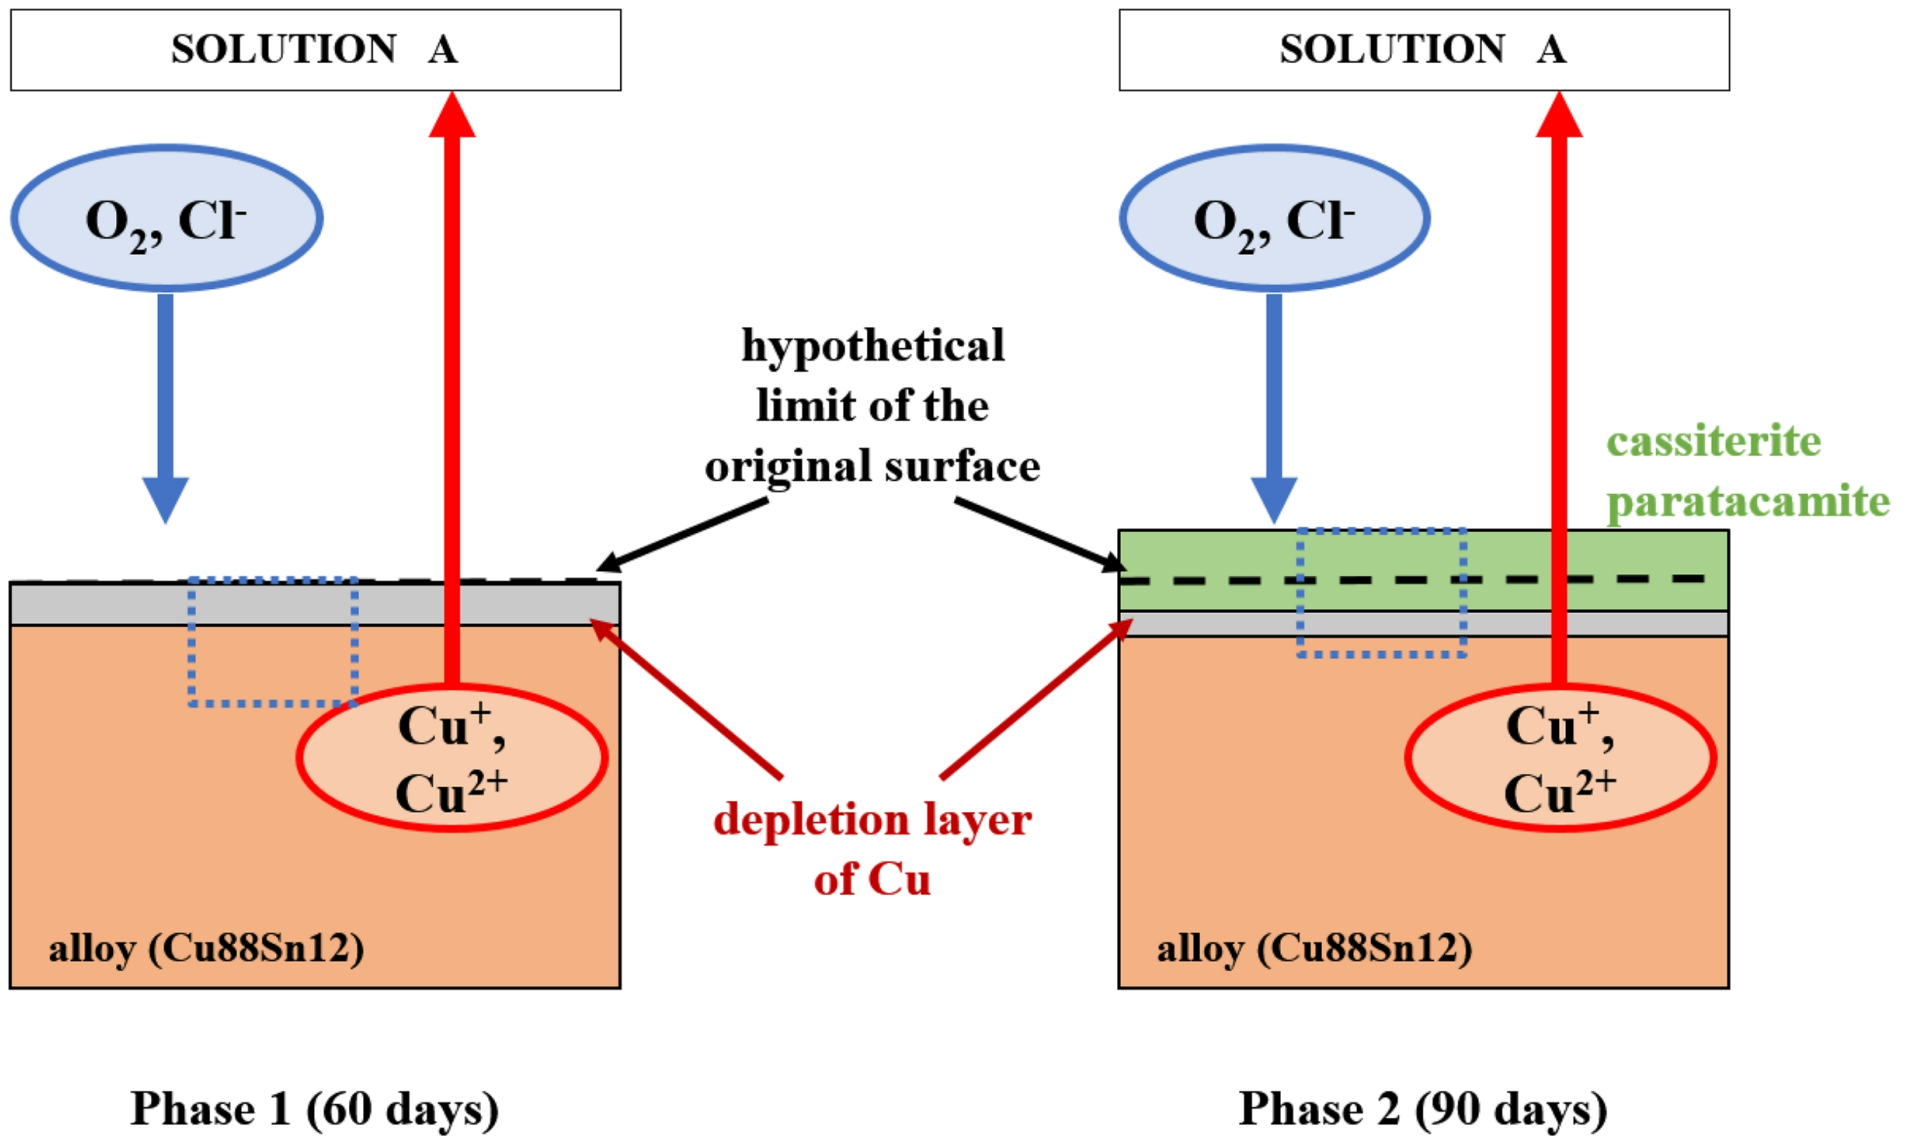 SOLUTION A
SOLUTION A
O₂, Cl⁻
O₂, Cl⁻
hypothetical
limit of the
original surface
cassiterite
paratacamite
Cu⁺,
Cu²⁺
Cu⁺,
Cu²⁺
depletion layer
of Cu
alloy (Cu88Sn12)
alloy (Cu88Sn12)
Phase 1 (60 days)
Phase 2 (90 days)